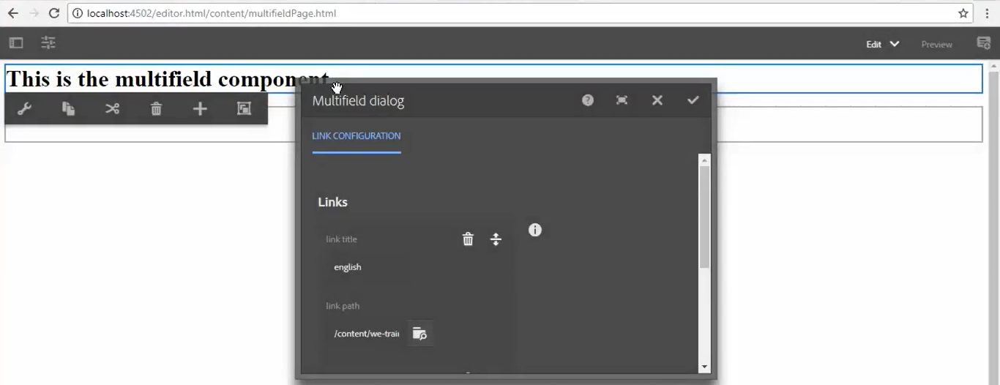 localhost:4502/editor.html/content/multifieldPage.html
Edit
Preview
This is the multifield component
Multifield dialog
LINK CONFIGURATION
Links
link title
english
link path
/content/we-trai